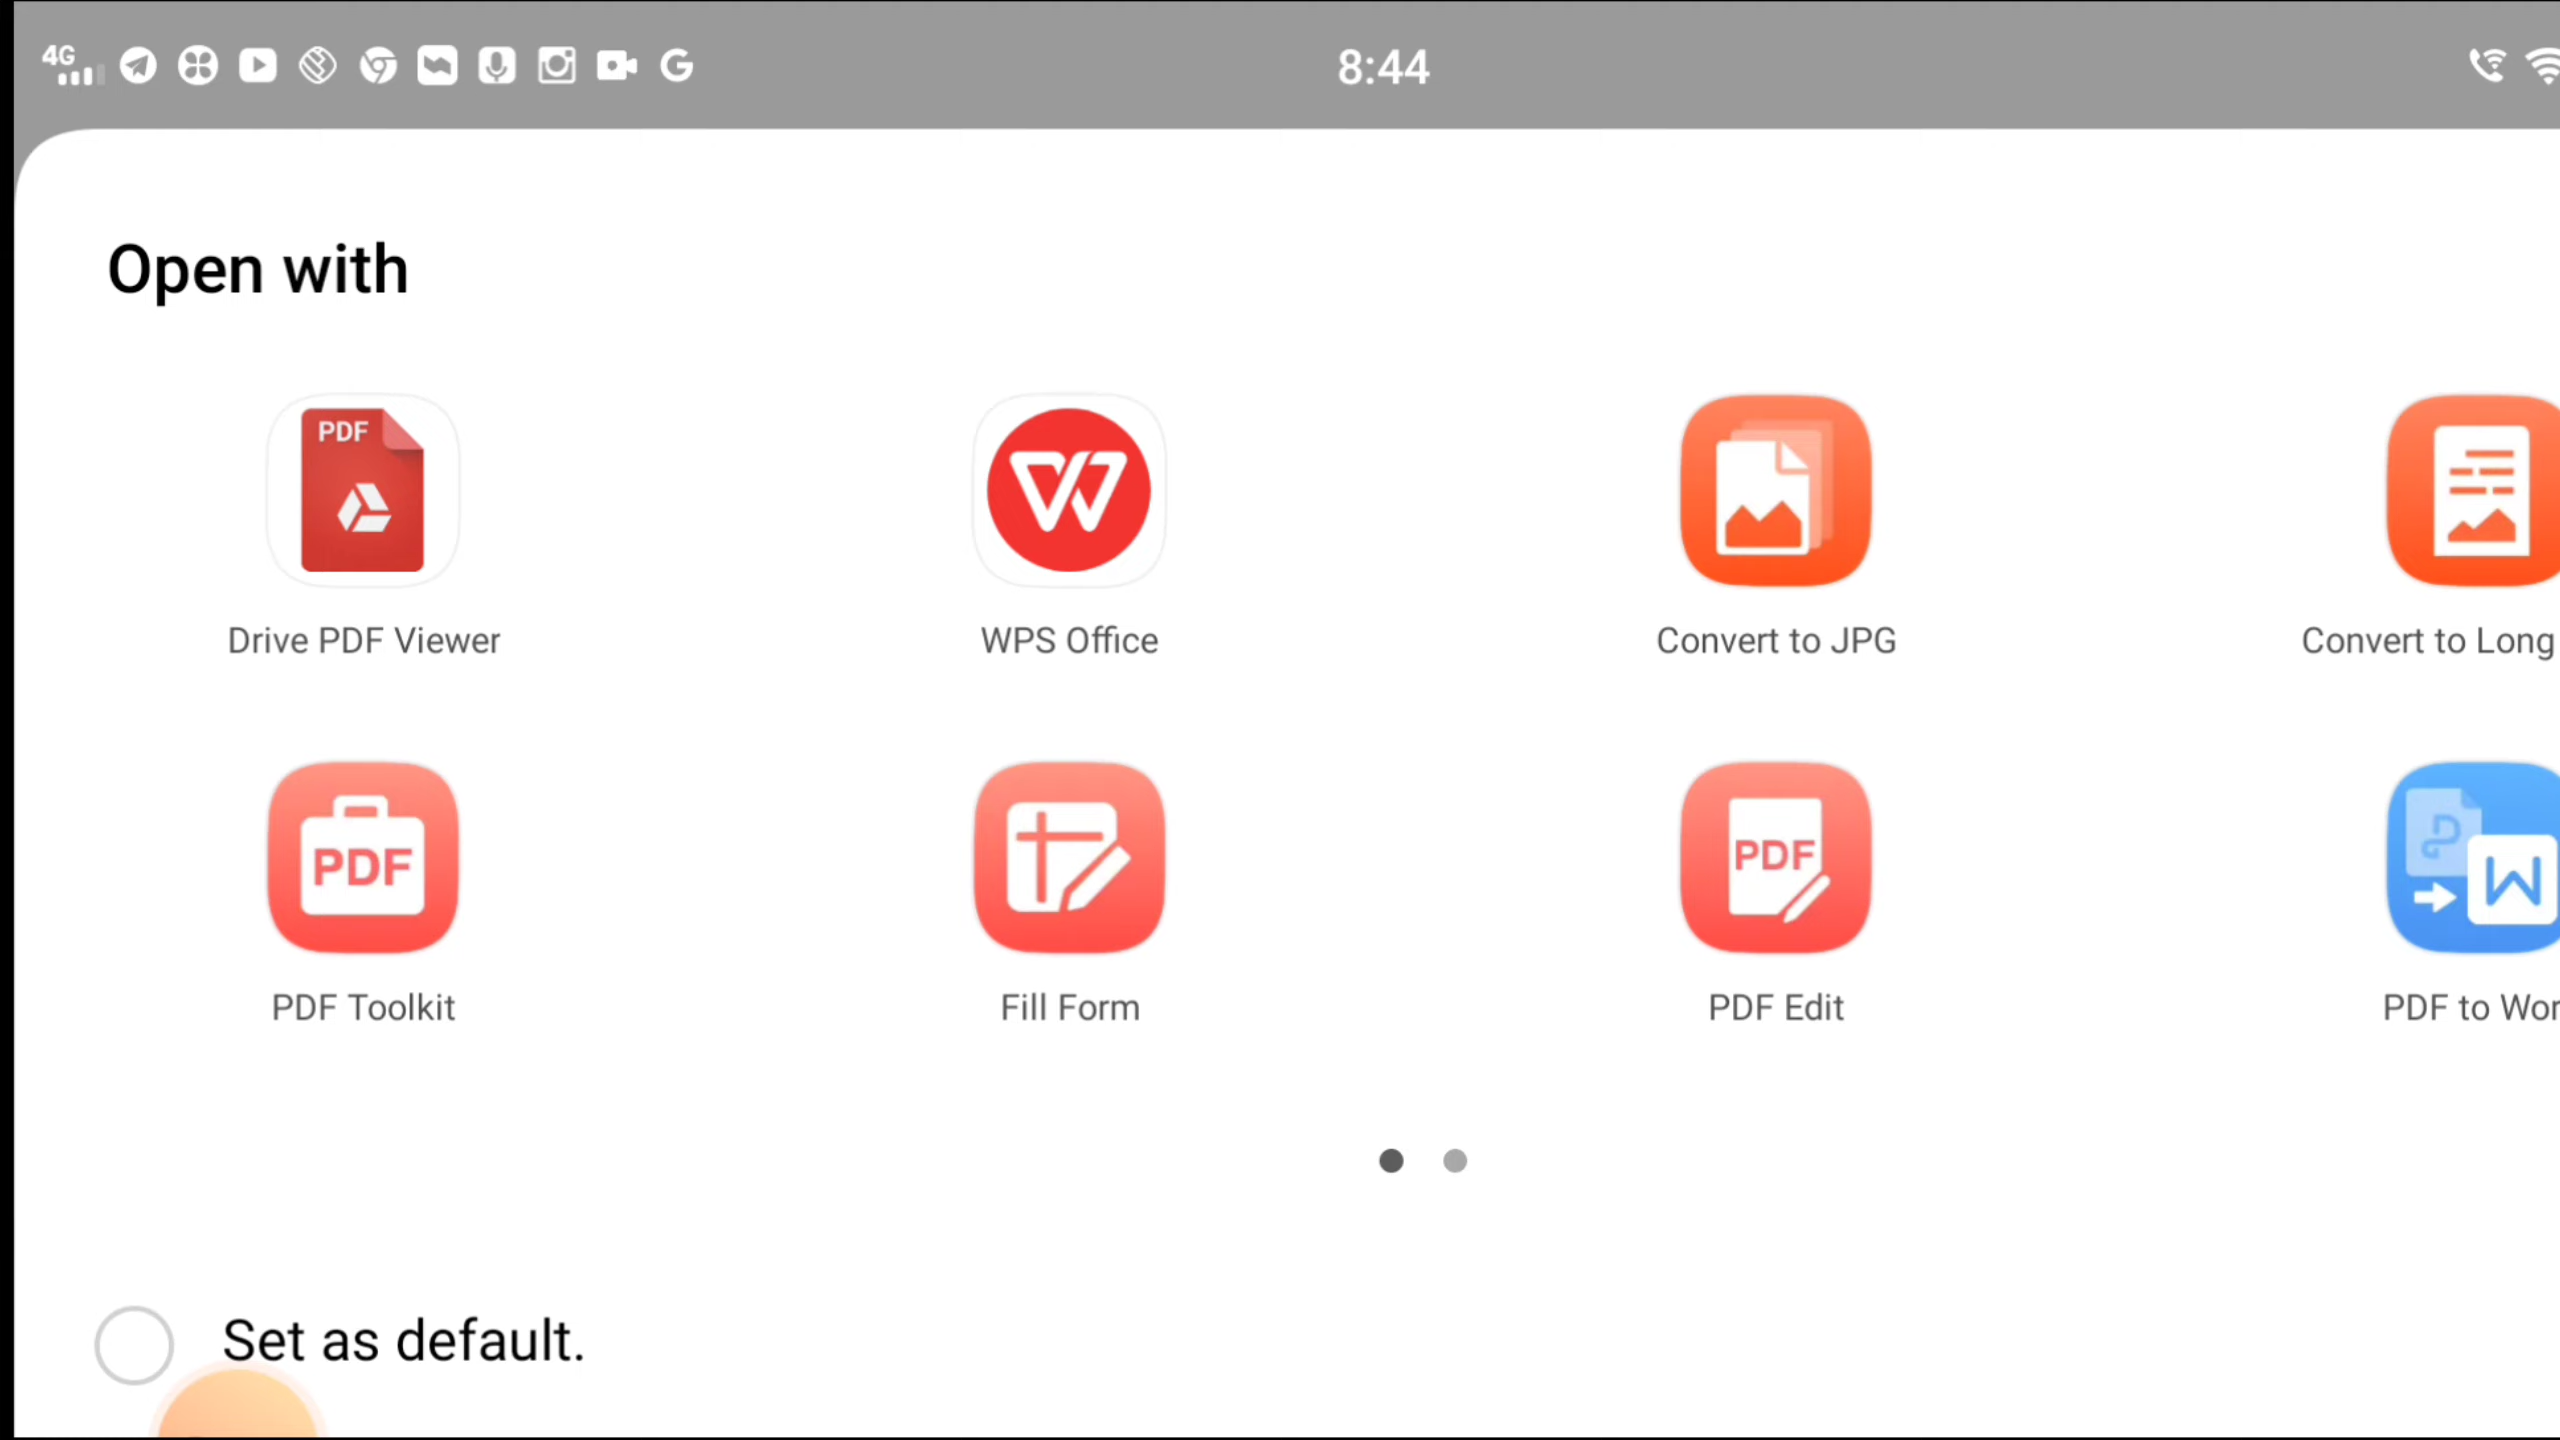 4G 8:44
Open with
PDF
Drive PDF Viewer WPS Office Convert to JPG Convert to Long
PDF PDF
PDF Toolkit Fill Form PDF Edit PDF to Wor
Set as default.